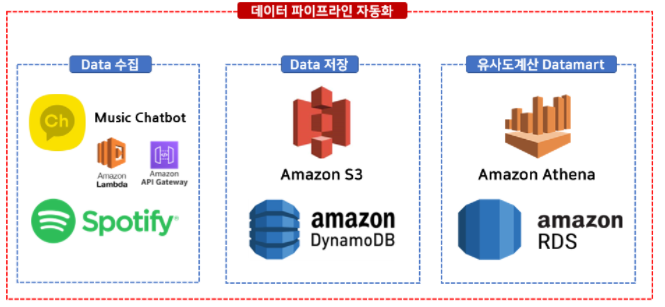 데이터 파이프라인 자동화
Data 수집
Ch
Music Chatbot
Amazon
Lambda
Amazon
API Gateway
Spotify®
Data 저장
Amazon S3
amazon
DynamoDB
유사도계산 Datamart
Amazon Athena
amazon
RDS